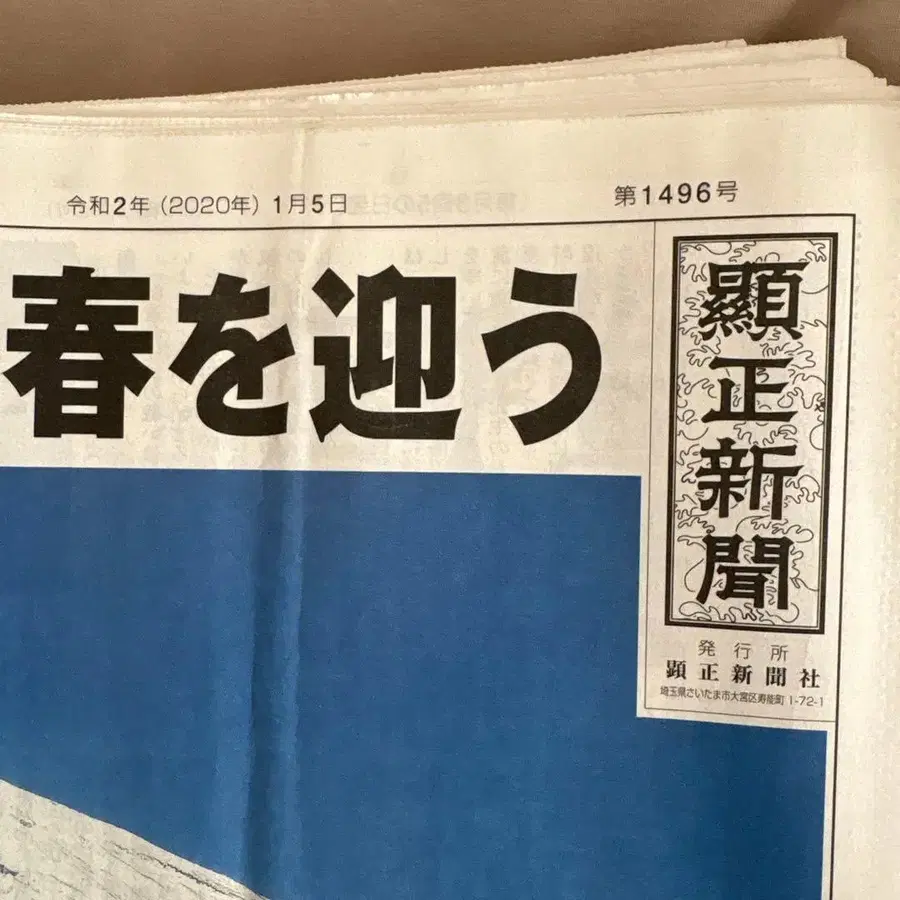 令和2年（2020年）1月5日
第1496号
春を迎う
顯正新聞
発行所
顕正新聞社
埼玉県さいたま市大宮区寿能町 1-72-1